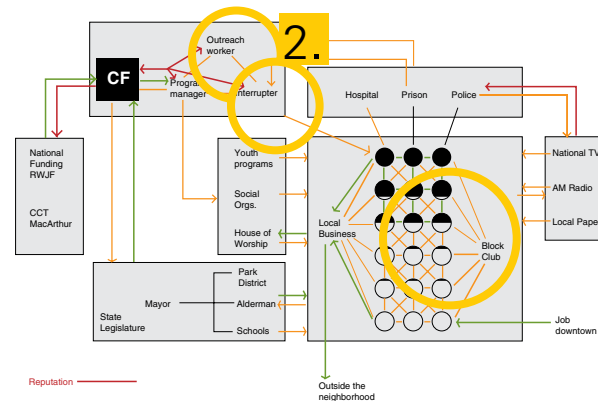 2.
Outreach
worker
CF
Program
manager
Interrupter
Hospital
Prison
Police
National
Funding
RWJF
CCT
MacArthur
Youth
programs
Social
Orgs.
House of
Worship
Local
Business
Block
Club
National TV
AM Radio
Local Pape
Park
District
Mayor
Alderman
State
Legislature
Schools
Job
downtown
Reputation
Outside the
neighborhood